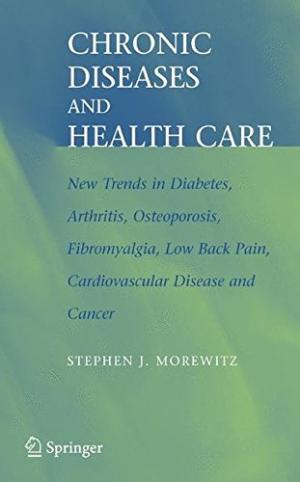 CHRONIC
DISEASES
AND
HEALTH CARE
New Trends in Diabetes,
Arthritis, Osteoporosis,
Fibromyalgia, Low Back Pain,
Cardiovascular Disease and
Cancer
STEPHEN J. MOREWITZ
Springer